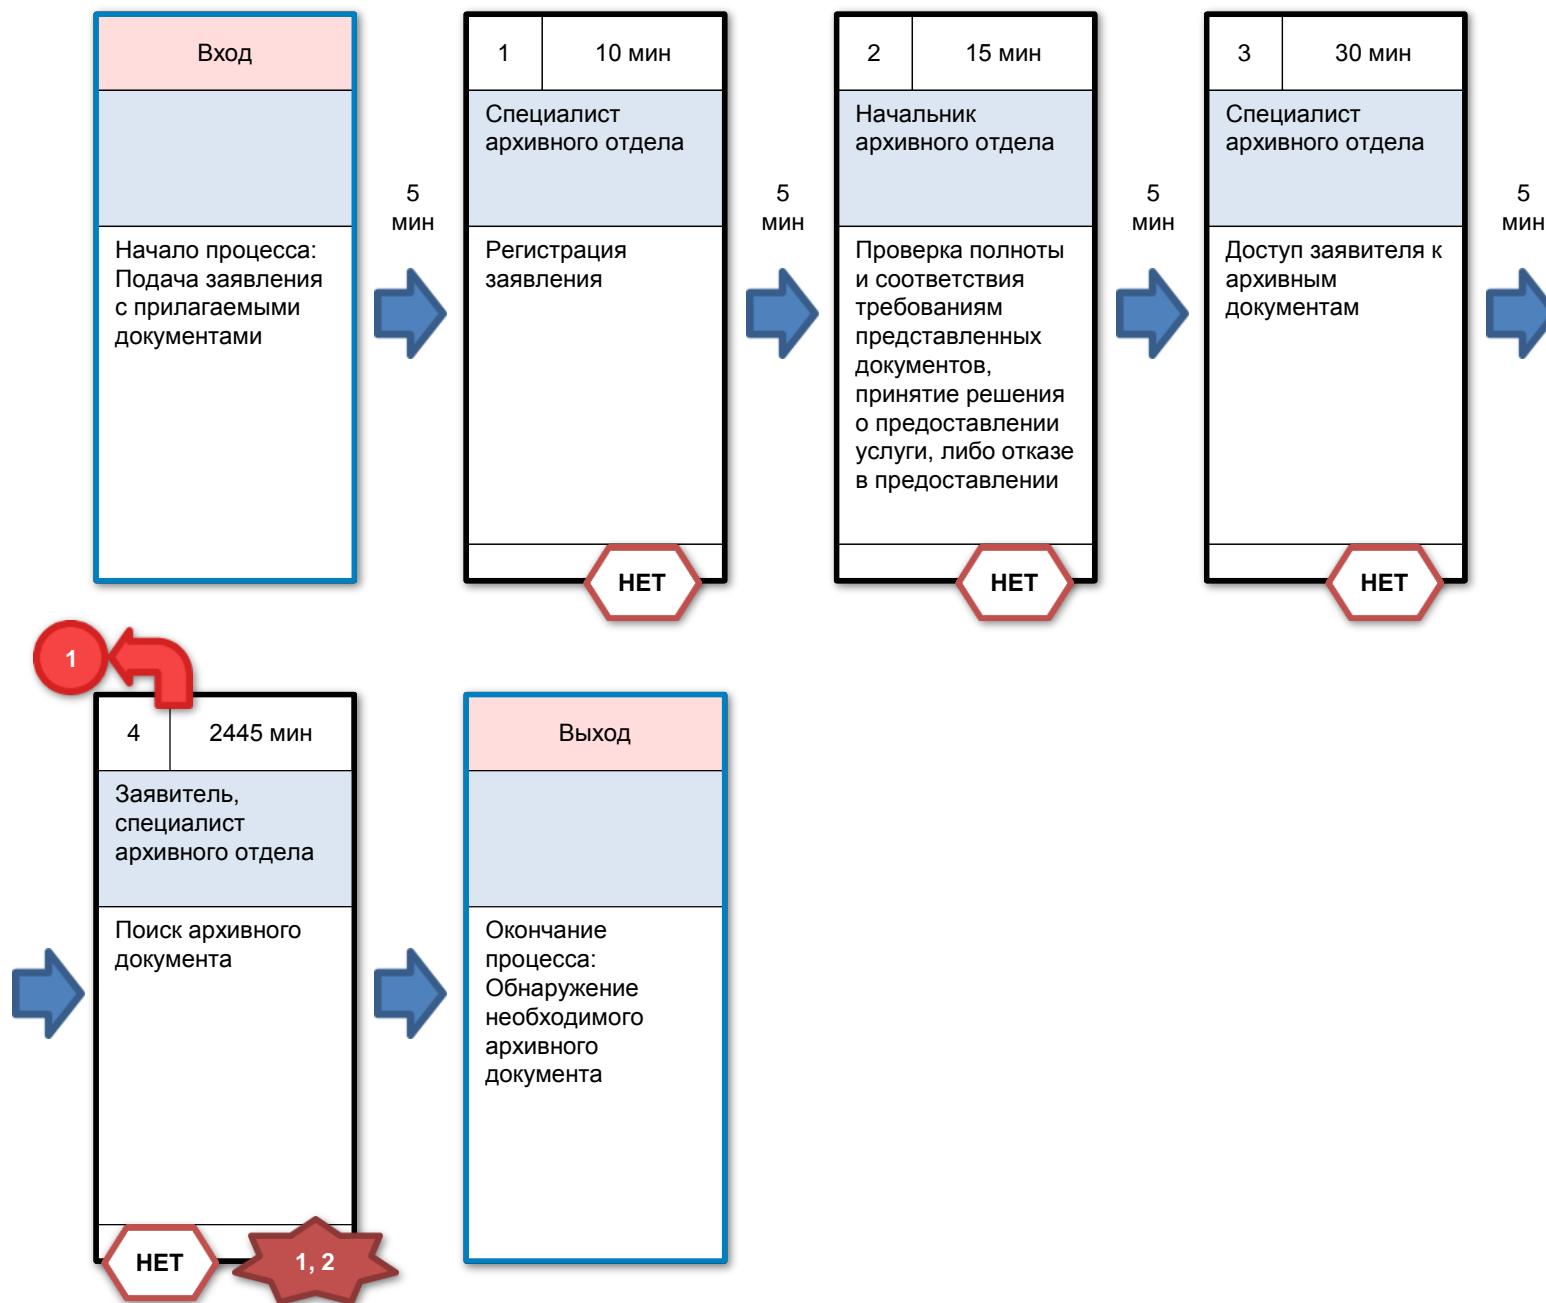 Вход
Начало процесса:
Подача заявления
с прилагаемыми
документами
5
мин
1
10 мин
Специалист
архивного отдела
Регистрация
заявления
НЕТ
5
мин
2
15 мин
Начальник
архивного отдела
Проверка полноты
и соответствия
требованиям
представленных
документов,
принятие решения
о предоставлении
услуги, либо отказе
в предоставлении
НЕТ
5
мин
3
30 мин
Специалист
архивного отдела
Доступ заявителя к
архивным
документам
НЕТ
5
мин
1
4
2445 мин
Заявитель,
специалист
архивного отдела
Поиск архивного
документа
НЕТ
1, 2
Выход
Окончание
процесса:
Обнаружение
необходимого
архивного
документа